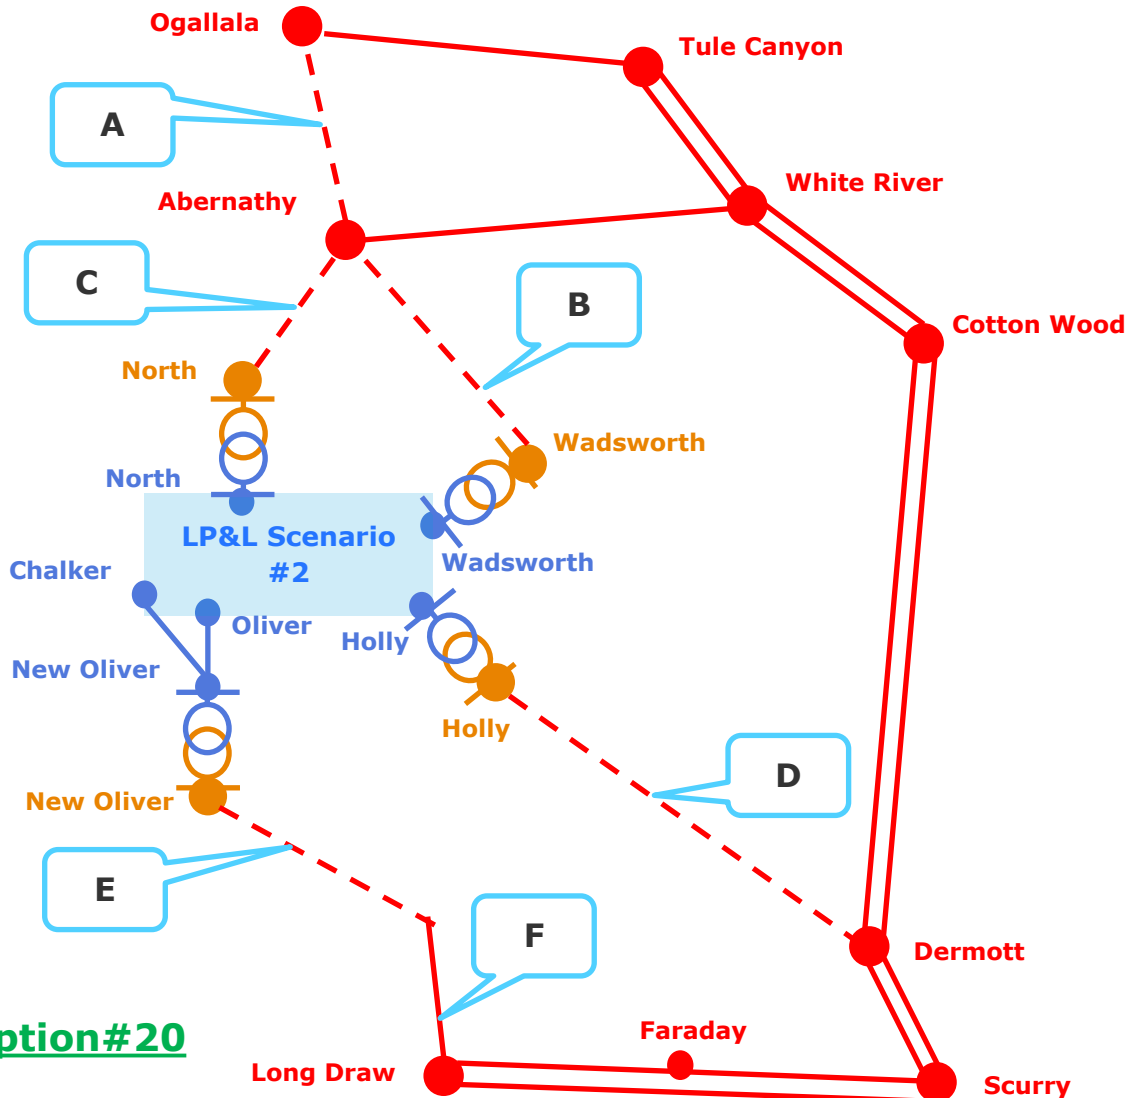 Ogallala
Tule Canyon
A
White River
Abernathy
C
B
Cotton Wood
North
Wadsworth
North
LP&L Scenario
#2
Wadsworth
Chalker
Oliver
Holly
New Oliver
Holly
D
New Oliver
E
F
Dermott
ption#20
Faraday
Long Draw
Scurry